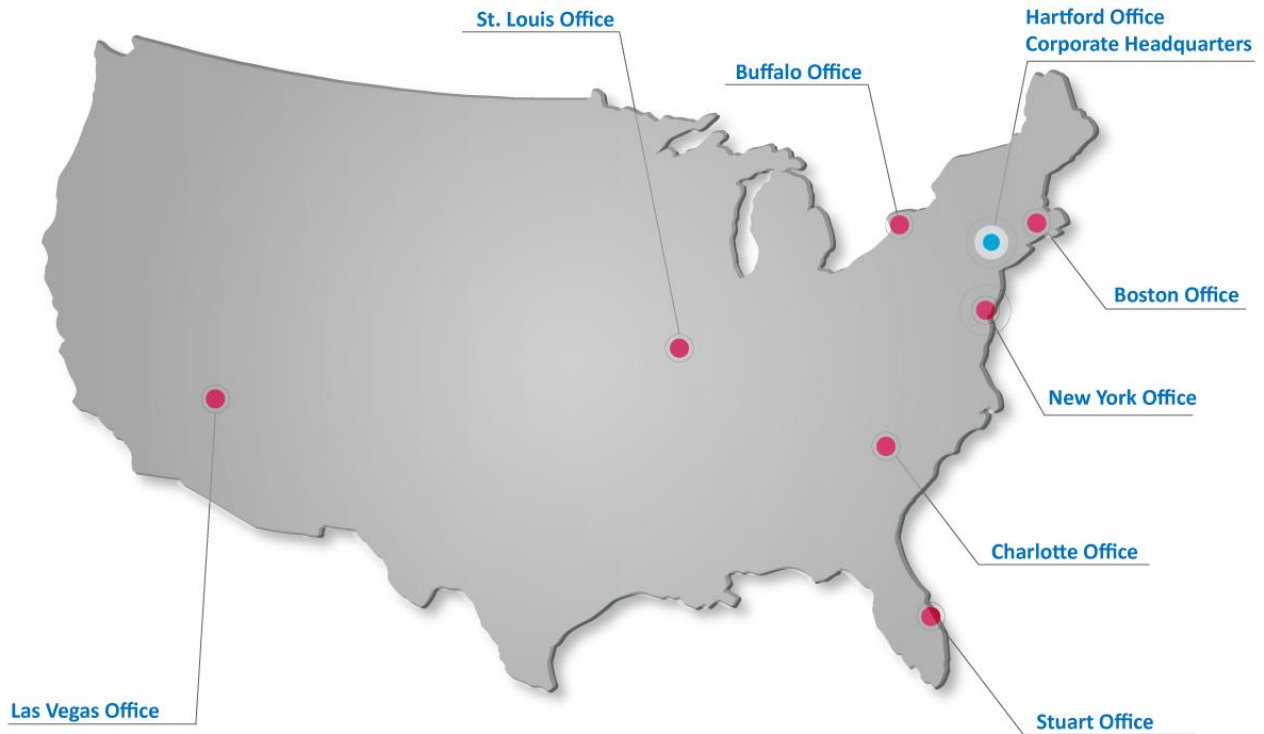 St. Louis Office
Hartford Office
Corporate Headquarters
Buffalo Office
Boston Office
New York Office
Charlotte Office
Las Vegas Office
Stuart Office